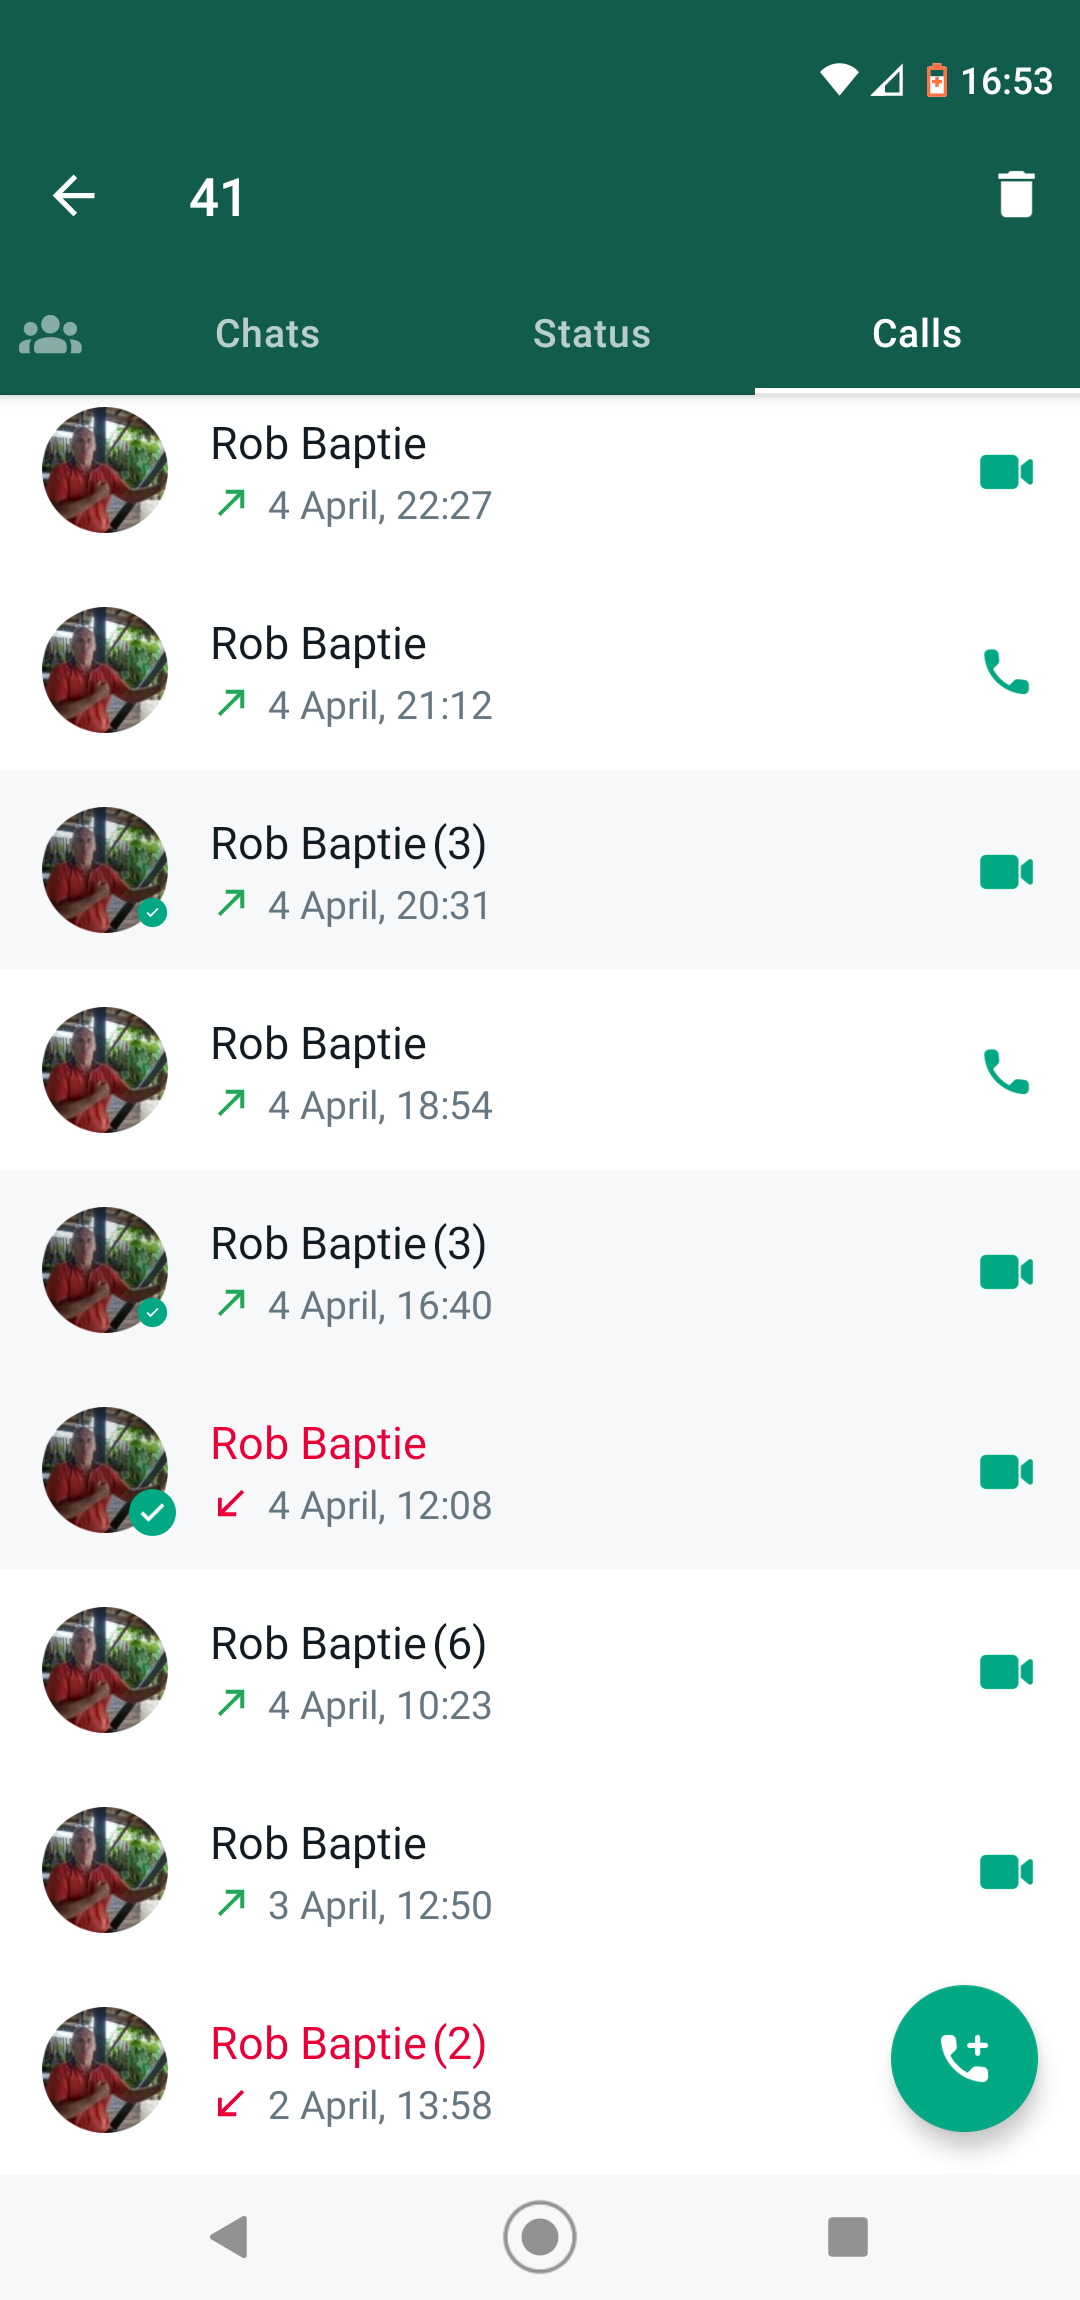 16:53
41
Chats Status Calls
Rob Baptie
4 April, 22:27
Rob Baptie
4 April, 21:12
Rob Baptie (3)
4 April, 20:31
Rob Baptie
4 April, 18:54
Rob Baptie (3)
4 April, 16:40
Rob Baptie
4 April, 12:08
Rob Baptie (6)
4 April, 10:23
Rob Baptie
3 April, 12:50
Rob Baptie (2)
2 April, 13:58